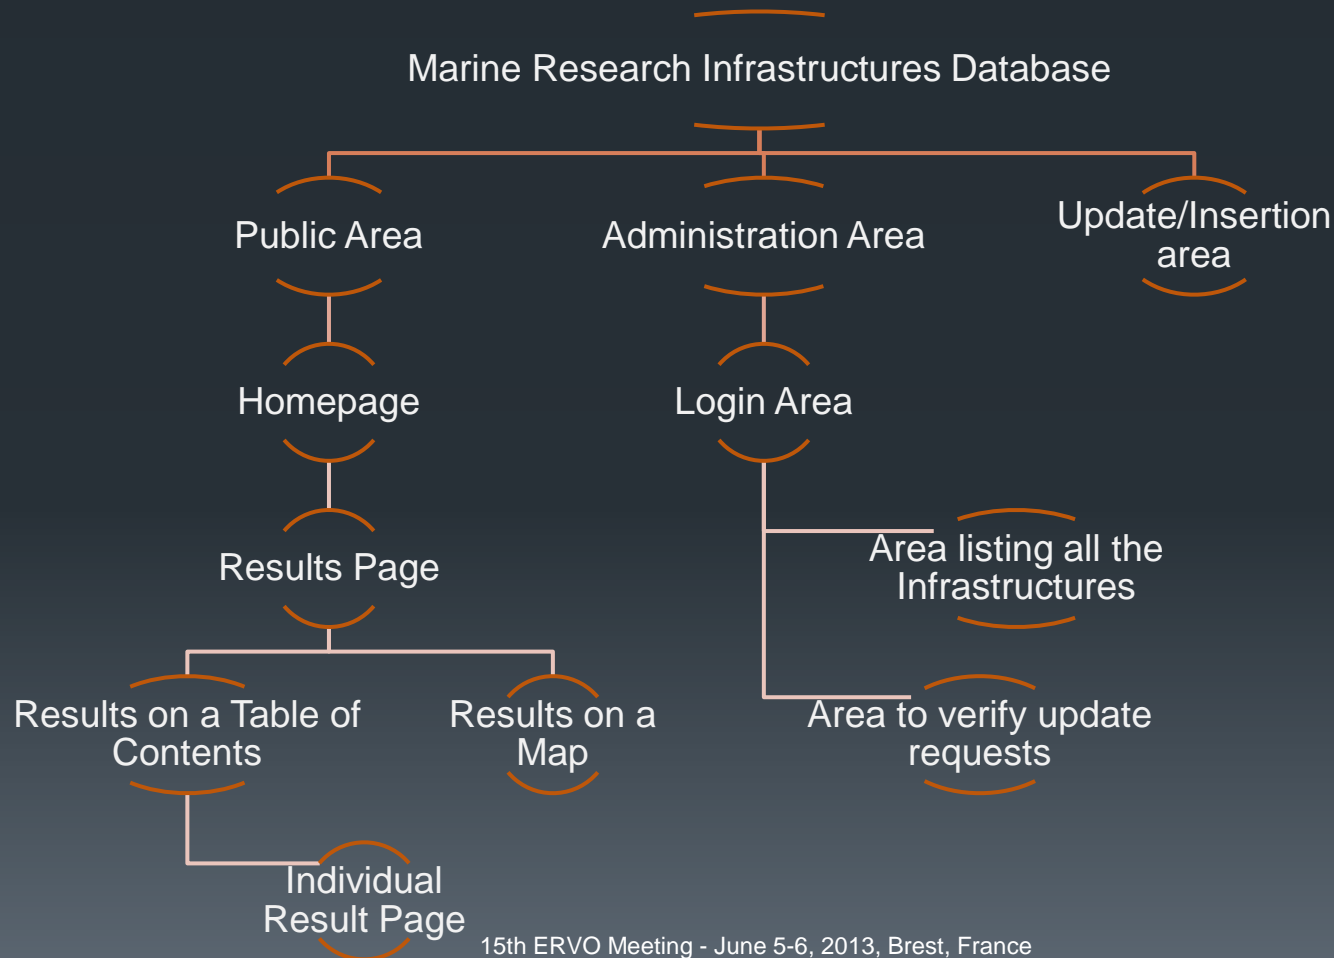 Marine Research Infrastructures Database
Public Area
Administration Area
Update/Insertion
area
Homepage
Login Area
Results Page
Area listing all the
Infrastructures
Results on a Table of
Contents
Results on a
Map
Area to verify update
requests
Individual
Result Page
15th ERVO Meeting - June 5-6, 2013, Brest, France